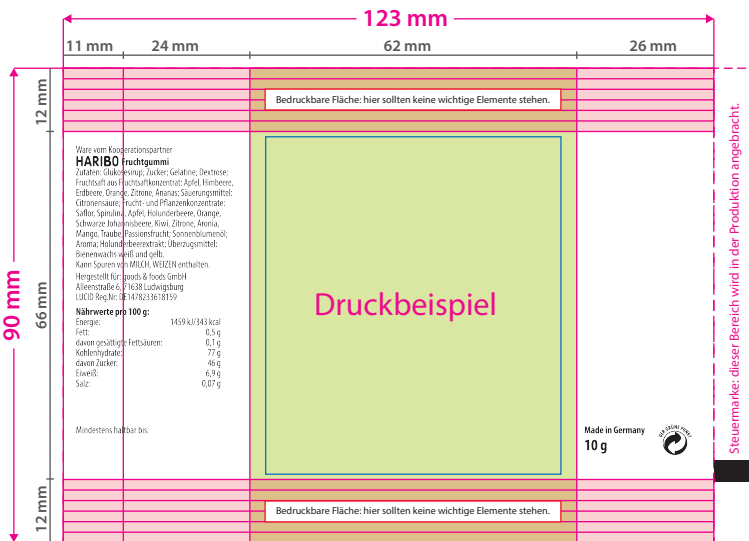 123 mm
11 mm 24 mm 62 mm 26 mm
12 mm
Bedruckbare Fläche: hier sollten keine wichtige Elemente stehen.
90 mm
66 mm
Ware vom Kooperationspartner
HARIBO Fruchtgummi
Zutaten: Glukosesirup; Zucker; Gelatine; Dextrose;
Fruchtsaft aus Fruchtsaftkonzentrat: Apfel, Himbeere,
Erdbeere, Orange, Zitrone, Ananas; Säuerungsmittel:
Citronensäure; Frucht- und Pflanzenkonzentrate:
Saflor, Spirulina, Apfel, Holunderbeere, Orange,
Schwarze Johannisbeere, Kiwi, Zitrone, Aronia,
Mango, Traube, Passionsfrucht; Sonnenblumenöl;
Aroma; Holunderbeerextrakt; Überzugsmittel:
Bienenwachs weiß und gelb.
Kann Spuren von MILCH, WEIZEN enthalten.
Hergestellt für: goods & foods GmbH
Alleenstraße 6, 71638 Ludwigsburg
LUCID Reg.Nr: DE1478233618159
Nährwerte pro 100 g:
Energie: 1459 kJ/343 kcal
Fett: 0,5 g
davon gesättigte Fettsäuren: 0,1 g
Kohlenhydrate: 77 g
davon Zucker: 46 g
Eiweiß: 6,9 g
Salz: 0,07 g
Mindestens haltbar bis:
Druckbeispiel
Made in Germany
10 g
DER GRÜNE PUNKT
Steuermarke: dieser Bereich wird in der Produktion angebracht.
12 mm
Bedruckbare Fläche: hier sollten keine wichtige Elemente stehen.